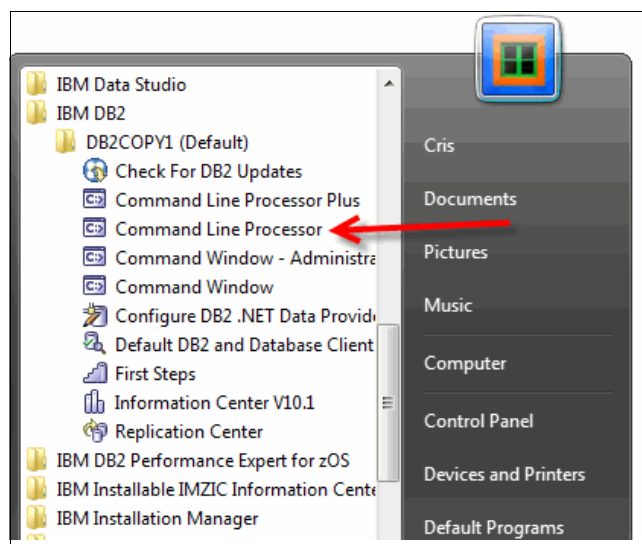 IBM Data Studio
IBM DB2
DB2COPY1 (Default)
Check For DB2 Updates
Command Line Processor Plus
Command Line Processor
Command Window - Administra
Command Window
Configure DB2 .NET Data Provide
Default DB2 and Database Client
First Steps
Information Center V10.1
Replication Center
IBM DB2 Performance Expert for zOS
IBM Installable IMZIC Information Cente
IBM Installation Manager
Cris
Documents
Pictures
Music
Computer
Control Panel
Devices and Printers
Default Programs